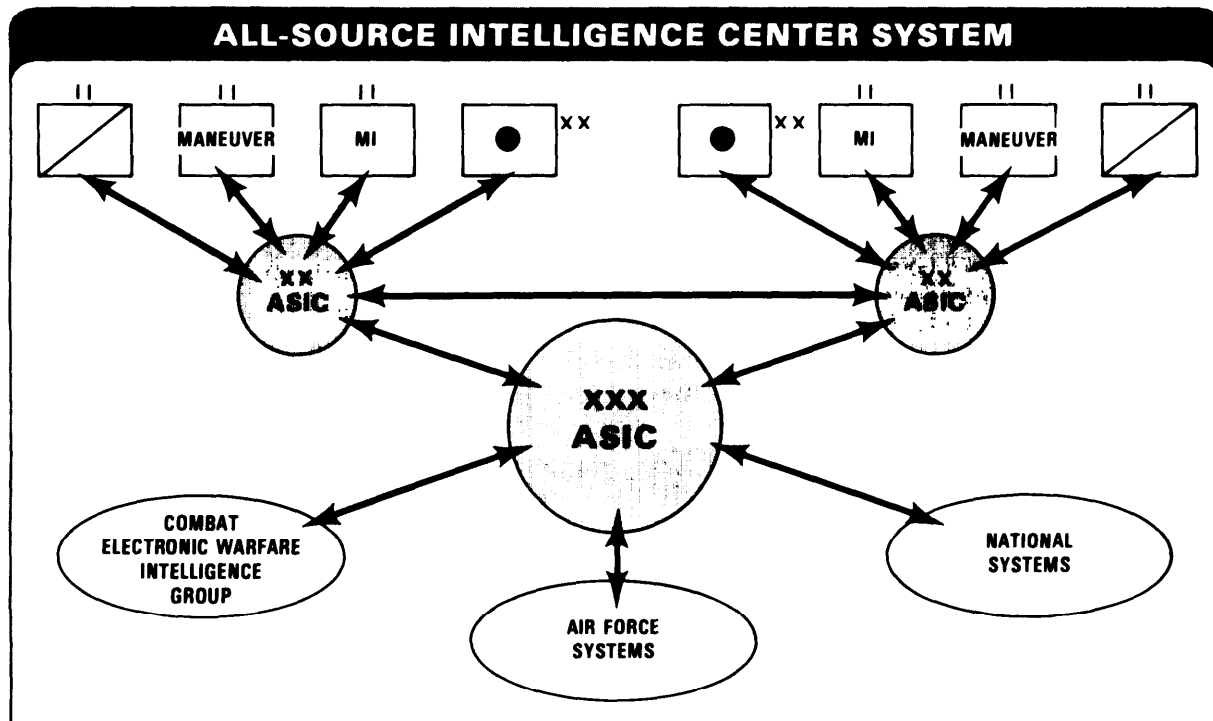 ALL-SOURCE INTELLIGENCE CENTER SYSTEM
II II II II II II
MANEUVER MI XX XX MI MANEUVER
XX
ASIC
XX
ASIC
XXX
ASIC
COMBAT
ELECTRONIC WARFARE
INTELLIGENCE
GROUP
AIR FORCE
SYSTEMS
NATIONAL
SYSTEMS